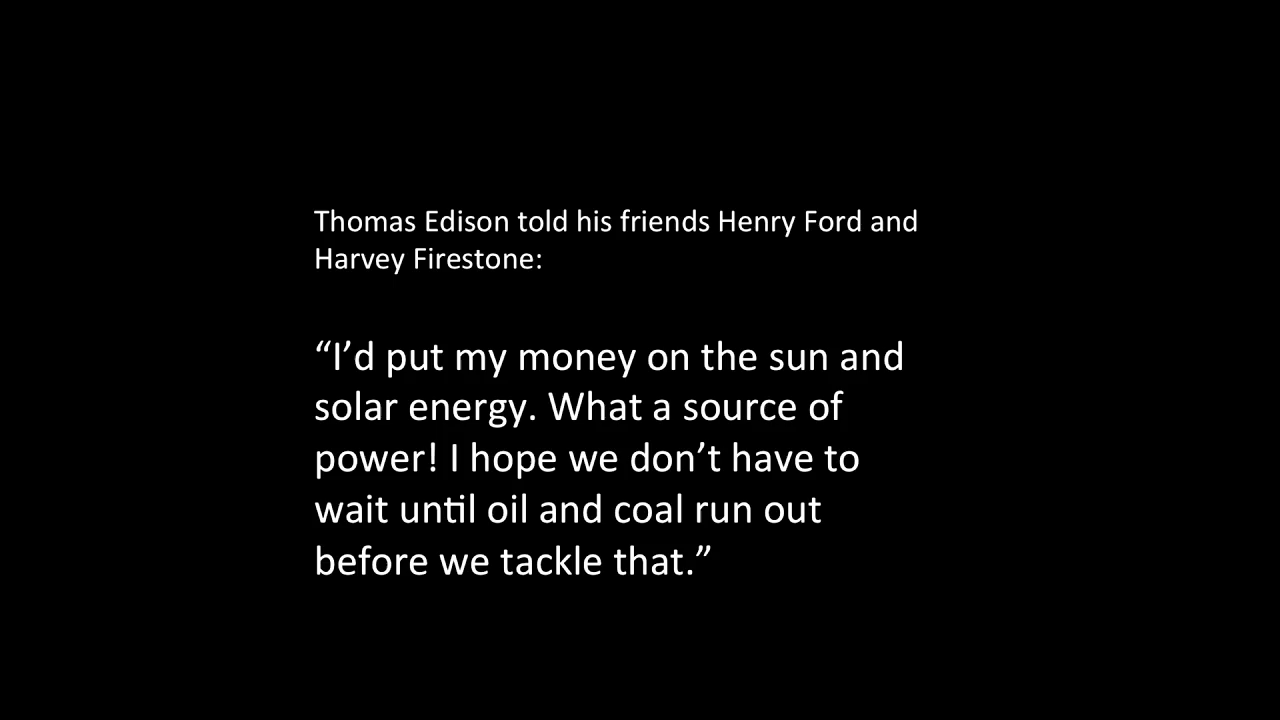 Thomas Edison told his friends Henry Ford and
Harvey Firestone:
“I’d put my money on the sun and
solar energy. What a source of
power! I hope we don’t have to
wait until oil and coal run out
before we tackle that.”